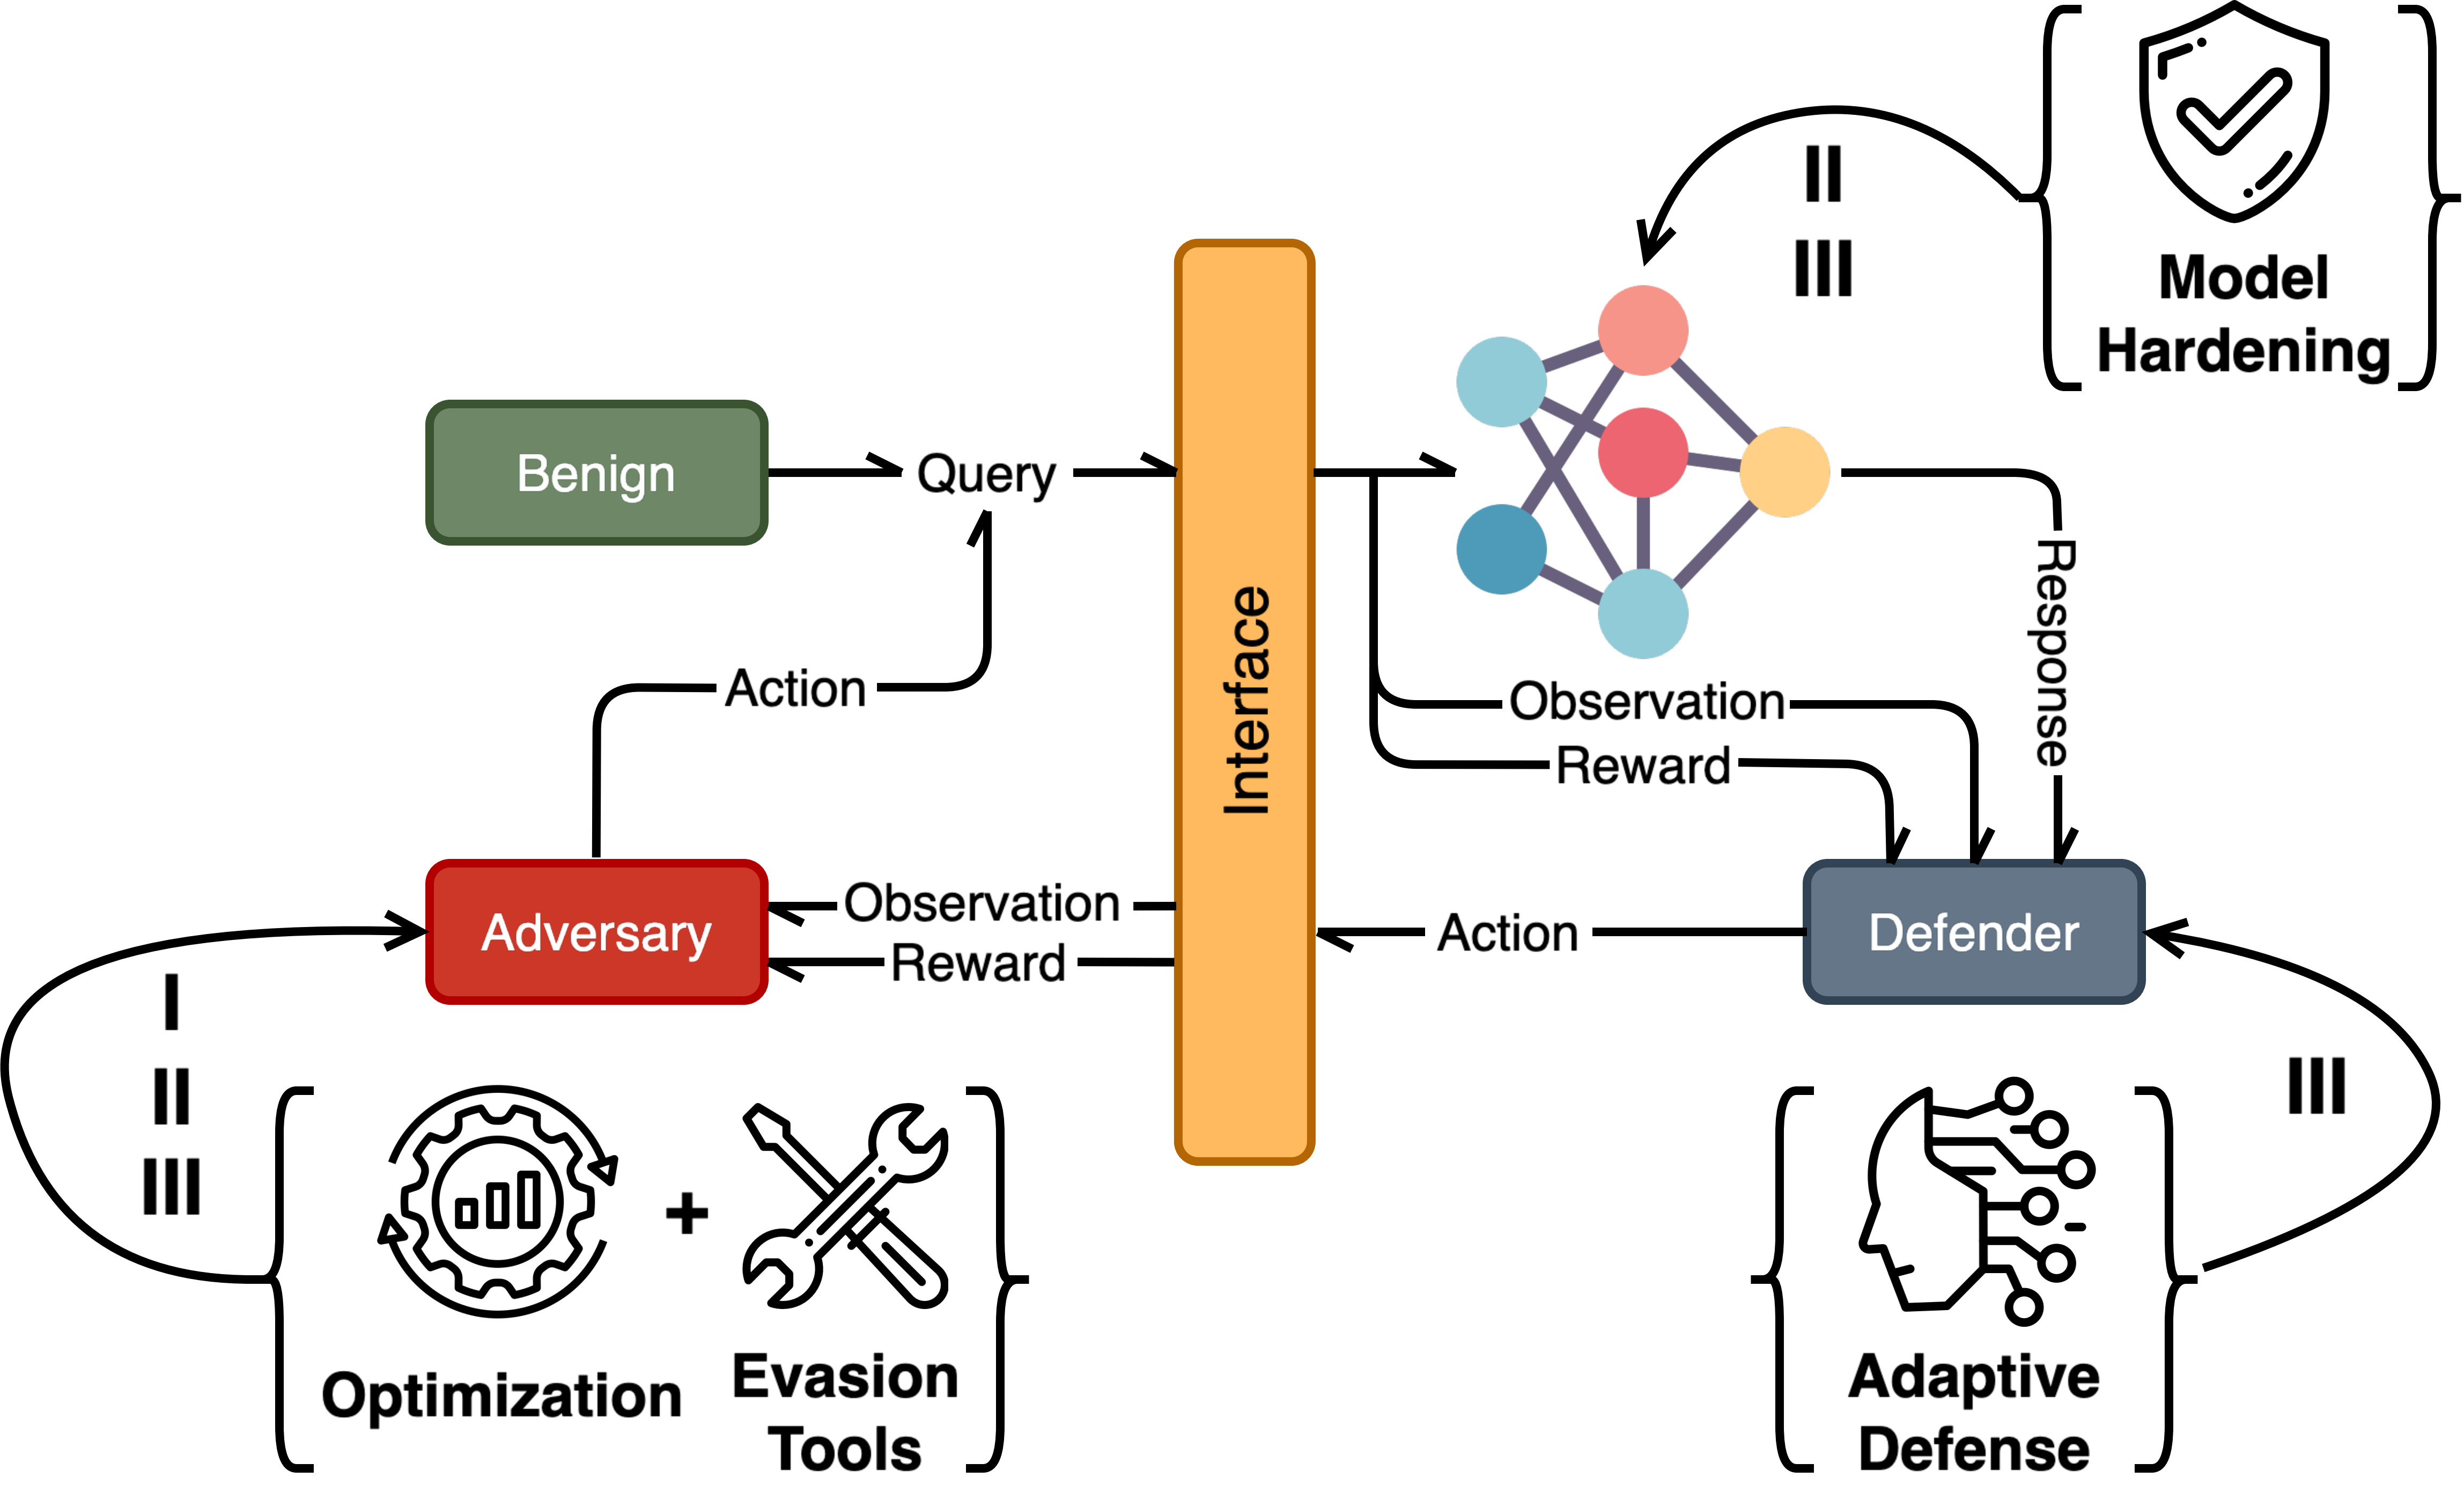 II
III
Model
Hardening
Benign
Query
Interface
Response
Action
Observation
Reward
Adversary
Observation
Reward
Action
Defender
I
II
III
III
Optimization
+
Evasion
Tools
Adaptive
Defense